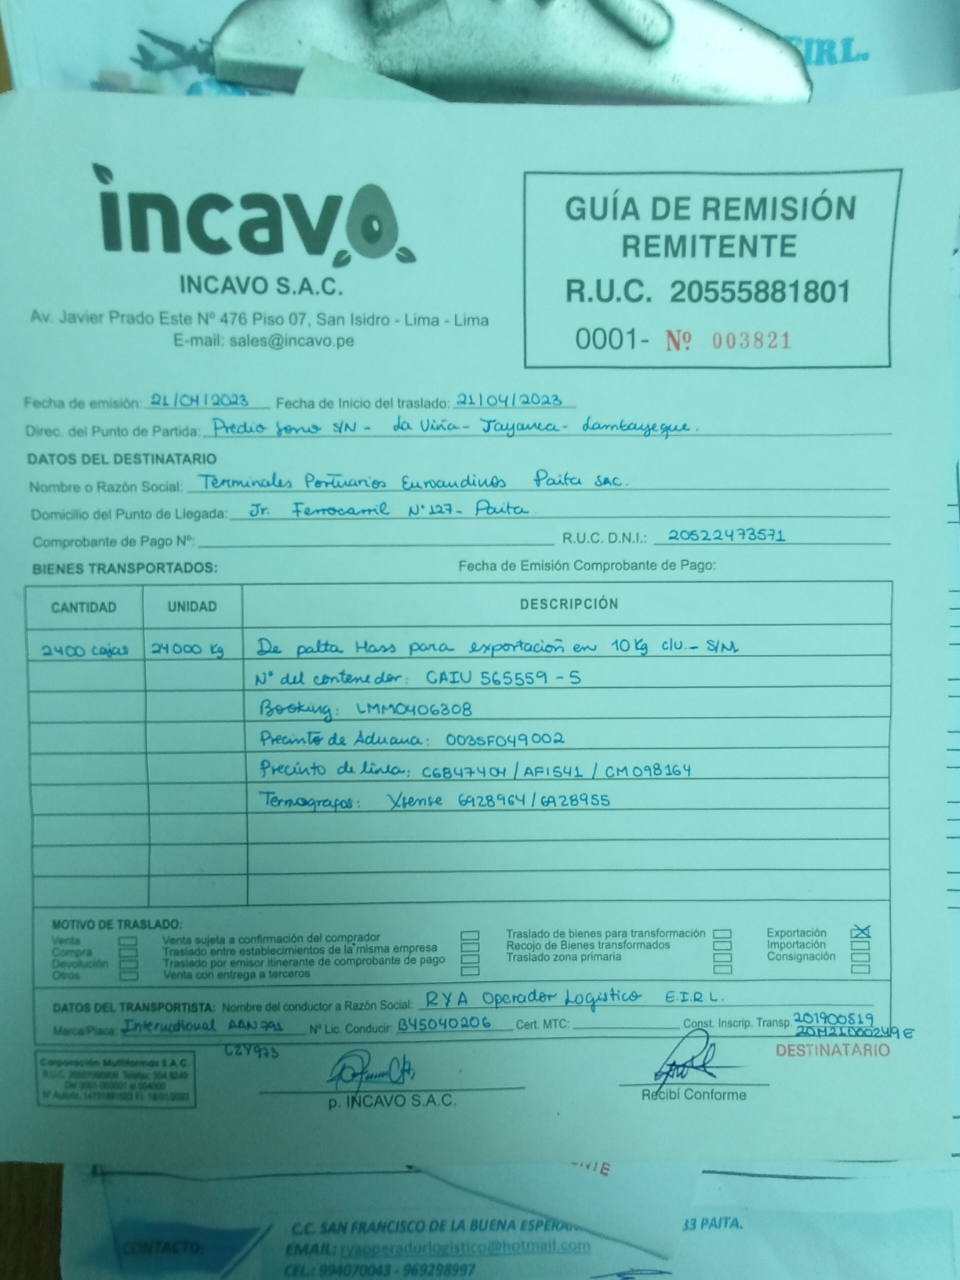 EIRL.
incavo
INCAVO S.A.C.
Av. Javier Prado Este Nº 476 Piso 07, San Isidro - Lima - Lima
E-mail: sales@incavo.pe
GUÍA DE REMISIÓN
REMITENTE
R.U.C. 20555881801
0001- Nº 003821
Fecha de emisión: 21/04/2023 Fecha de Inicio del traslado: 21/04/2023
Direc. del Punto de Partida: Predio Sono S/N - La Viña - Jayanca - Lambayeque.
DATOS DEL DESTINATARIO
Nombre o Razón Social: Terminales Portuarios Euroandinos Paita SAC.
Domicilio del Punto de Llegada: Jr. Ferrocarril N°127- Paita
Comprobante de Pago Nº: R.U.C. D.N.I.: 20522473571
BIENES TRANSPORTADOS: Fecha de Emisión Comprobante de Pago:
CANTIDAD UNIDAD DESCRIPCIÓN
2400 cajas 24000 Kg De palta Hass para exportación en 10 Kg c/u. - S/M
N° del contenedor: CAIU 565559 - 5
Booking: LMM0406308
Precinto de Aduana: 003SF049002
Precinto de linea: C6847401 / AF1541 / CM098164
Termografos: Xsense 6928964 / 6928955
MOTIVO DE TRASLADO:
Venta Venta sujeta a confirmación del comprador Traslado de bienes para transformación Exportación X
Compra Traslado entre establecimientos de la misma empresa Recojo de Bienes transformados Importación
Devolución Traslado por emisor itinerante de comprobante de pago Traslado zona primaria Consignación
Otros Venta con entrega a terceros
DATOS DEL TRANSPORTISTA: Nombre del conductor a Razón Social: RYA Operador Logistico E.I.R.L.
Marca/Placa: International Nº Lic. Conducir: B45040206 Cert. MTC: Const. Inscrip. Transp. 201900519
CZY973
DESTINATARIO
Corporación Multiformas S.A.C.
p. INCAVO S.A.C.
Recibí Conforme
C.C. SAN FRANCISCO DE LA BUENA 33 PAITA.
CONTACTO: EMAIL: ryaoperadorlogistico@hotmail.com
CEL.: 994070043 - 969298997